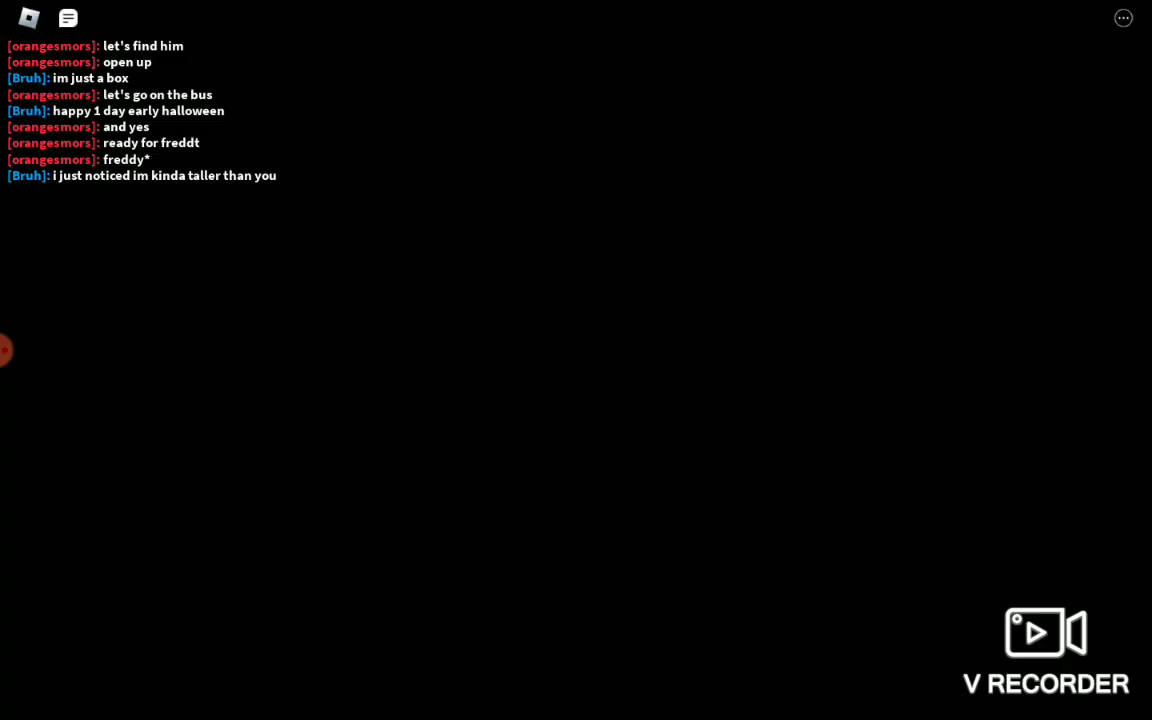 [orangesmors]: let's find him
[orangesmors]: open up
[Bruh]: im just a box
[orangesmors]: let's go on the bus
[Bruh]: happy 1 day early halloween
[orangesmors]: and yes
[orangesmors]: ready for freddt
[orangesmors]: freddy*
[Bruh]: i just noticed im kinda taller than you
V RECORDER